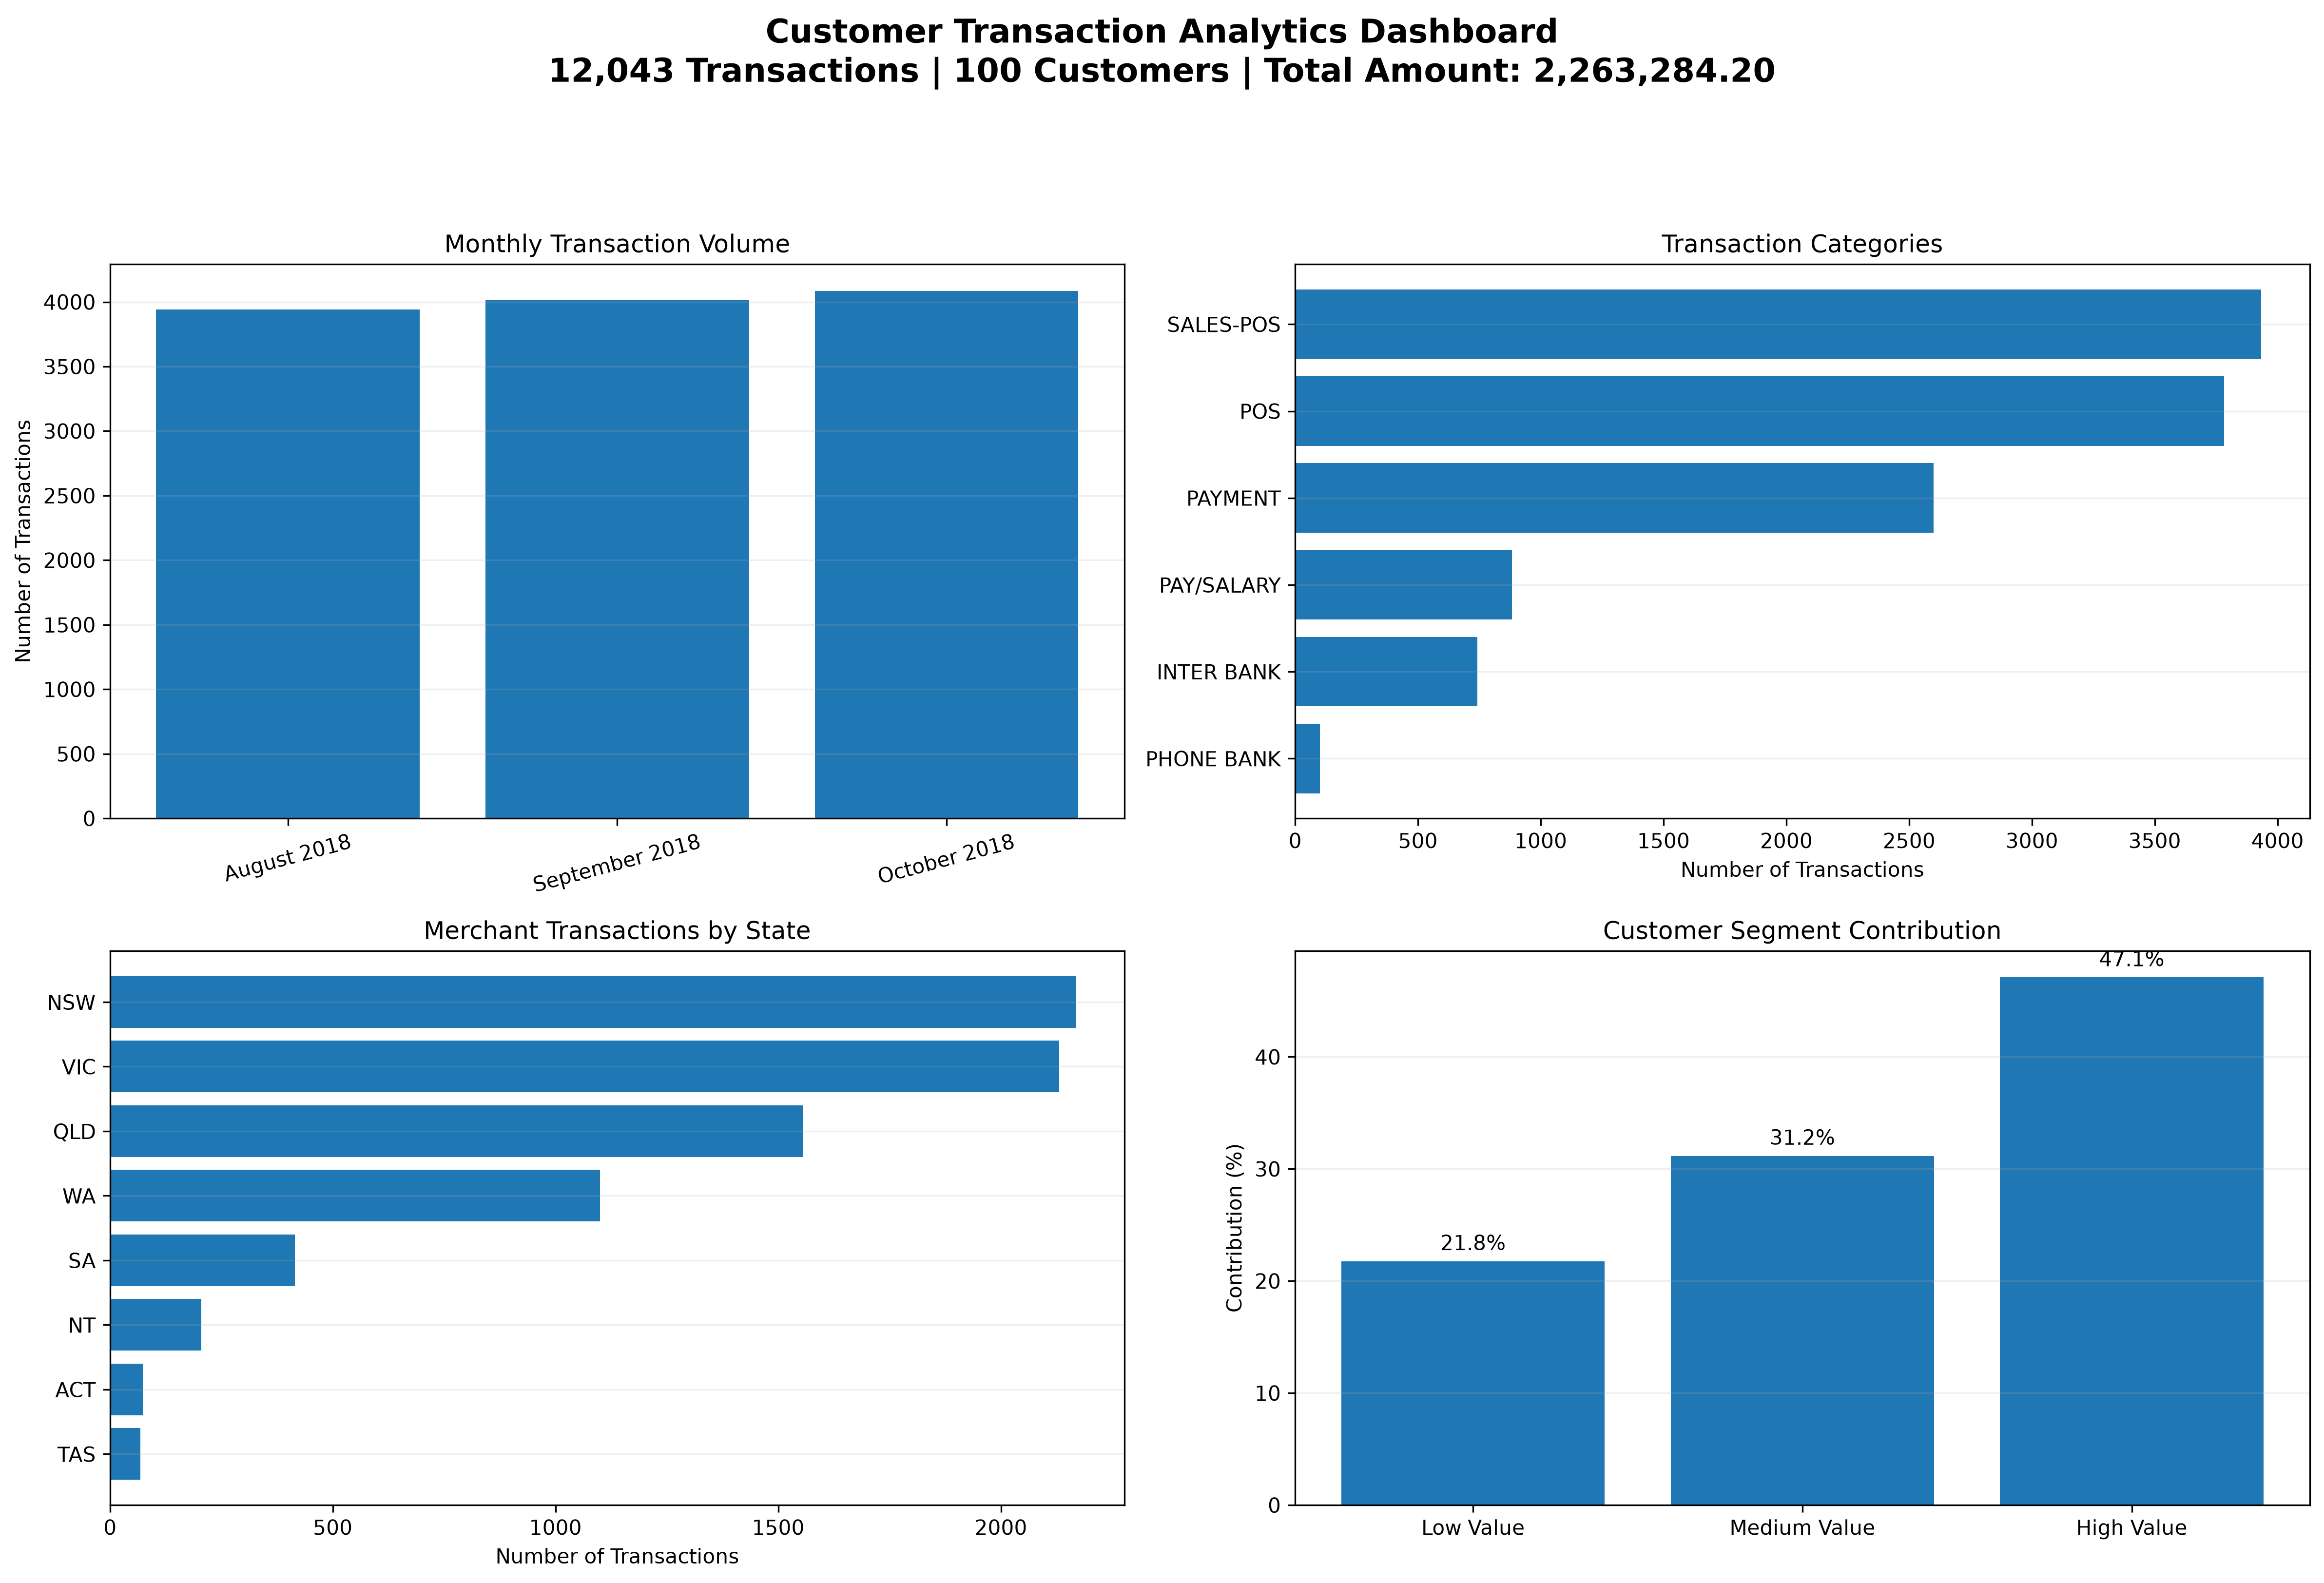 Customer Transaction Analytics Dashboard
12,043 Transactions | 100 Customers | Total Amount: 2,263,284.20
Monthly Transaction Volume
Number of Transactions
4000
3500
3000
2500
2000
1500
1000
500
0
August 2018
September 2018
October 2018
Transaction Categories
SALES-POS
POS
PAYMENT
PAY/SALARY
INTER BANK
PHONE BANK
0 500 1000 1500 2000 2500 3000 3500 4000
Number of Transactions
Merchant Transactions by State
NSW
VIC
QLD
WA
SA
NT
ACT
TAS
0 500 1000 1500 2000
Number of Transactions
Customer Segment Contribution
Contribution (%)
40
30
20
10
0
21.8%
31.2%
47.1%
Low Value Medium Value High Value